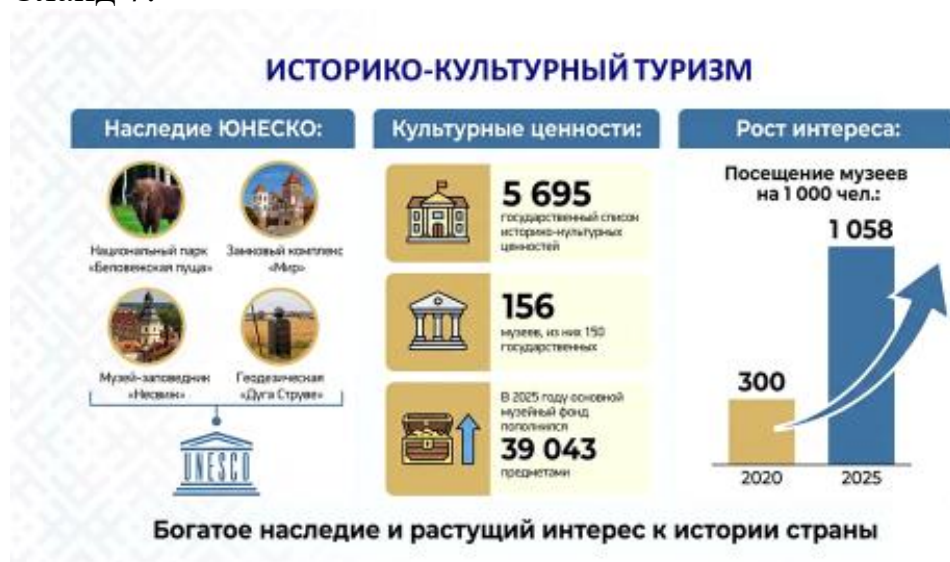 ИСТОРИКО-КУЛЬТУРНЫЙ ТУРИЗМ
Наследие ЮНЕСКО:
Национальный парк
«Беловежская пуща»
Замковый комплекс
«Мир»
Музей-заповедник
«Несвиж»
Геодезическая
«Дуга Струве»
UNESCO
Культурные ценности:
5 695
государственный список
историко-культурных
ценностей
156
музеев, из них 150
государственных
В 2025 году основной
музейный фонд
пополнился
39 043
предметами
Рост интереса:
Посещение музеев
на 1 000 чел.:
1 058
300
2020
2025
Богатое наследие и растущий интерес к истории страны